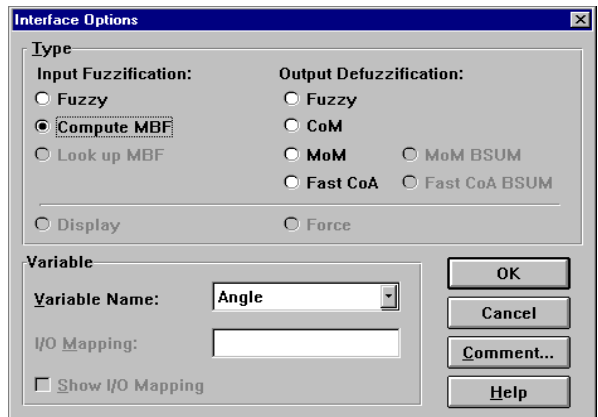 Interface Options
Type
Input Fuzzification:
Output Defuzzification:
Fuzzy
Fuzzy
Compute MBF
CoM
Look up MBF
MoM
MoM BSUM
Fast CoA
Fast CoA BSUM
Display
Force
Variable
Variable Name:
Angle
I/O Mapping:
Show I/O Mapping
OK
Cancel
Comment...
Help